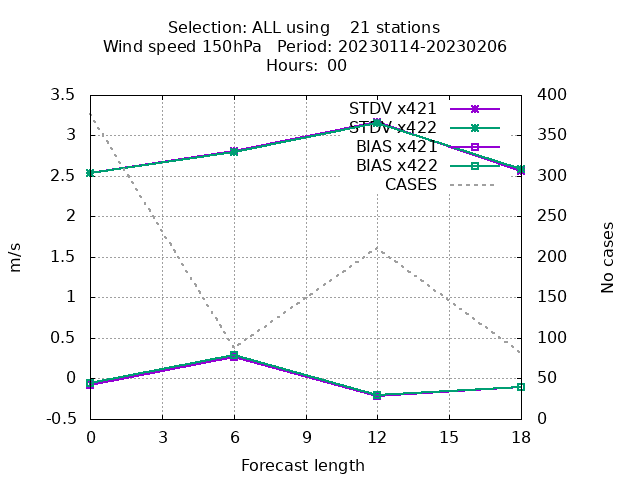 Selection: ALL using 21 stations
Wind speed 150hPa Period: 20230114-20230206
Hours: 00
3.5
3
2.5
2
1.5
1
0.5
0
-0.5
m/s
400
350
300
250
200
150
100
50
0
No cases
STDV x421
STDV x422
BIAS x421
BIAS x422
CASES
0 3 6 9 12 15 18
Forecast length